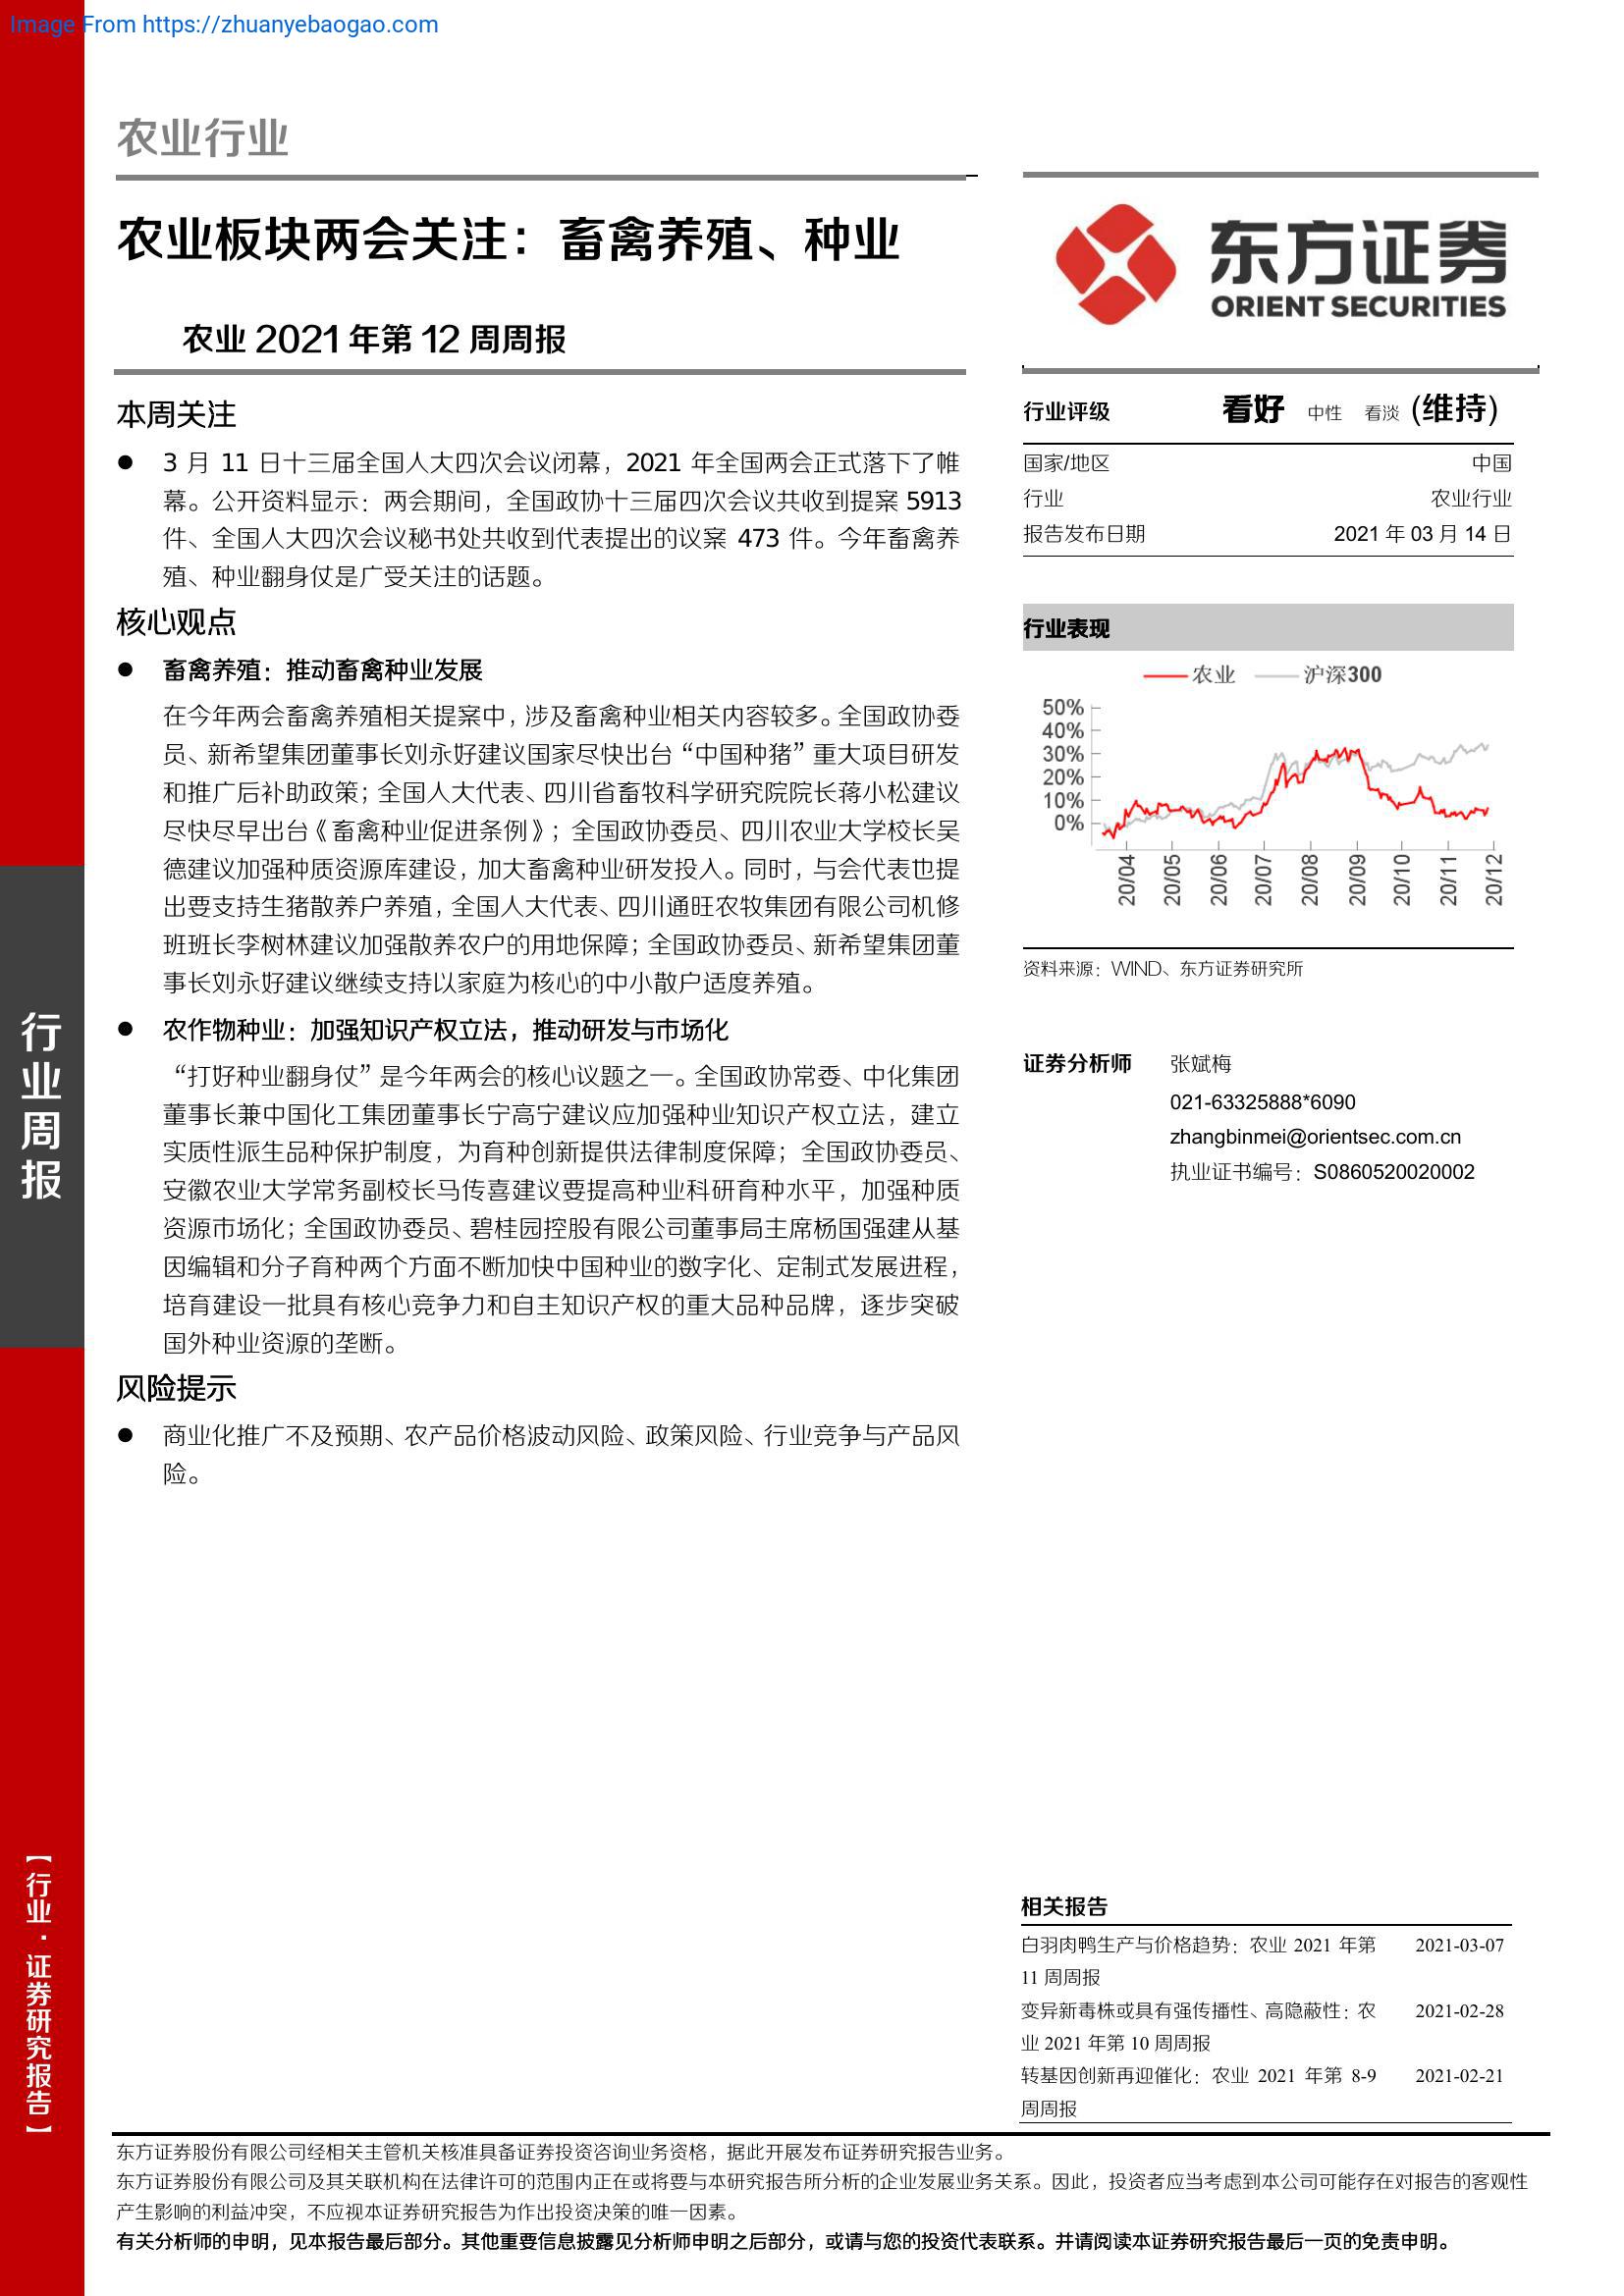 Image From https://zhuanyebaogao.com
农业行业
农业板块两会关注：畜禽养殖、种业
农业 2021 年第 12 周周报
本周关注
● 3 月 11 日十三届全国人大四次会议闭幕，2021 年全国两会正式落下了帷
幕。公开资料显示：两会期间，全国政协十三届四次会议共收到提案 5913
件、全国人大四次会议秘书处共收到代表提出的议案 473 件。今年畜禽养
殖、种业翻身仗是广受关注的话题。
核心观点
● 畜禽养殖：推动畜禽种业发展
在今年两会畜禽养殖相关提案中，涉及畜禽种业相关内容较多。全国政协委
员、新希望集团董事长刘永好建议国家尽快出台“中国种猪”重大项目研发
和推广后补助政策；全国人大代表、四川省畜牧科学研究院院长蒋小松建议
尽快尽早出台《畜禽种业促进条例》；全国政协委员、四川农业大学校长吴
德建议加强种质资源库建设，加大畜禽种业研发投入。同时，与会代表也提
出要支持生猪散养户养殖，全国人大代表、四川通旺农牧集团有限公司机修
班班长李树林建议加强散养农户的用地保障；全国政协委员、新希望集团董
事长刘永好建议继续支持以家庭为核心的中小散户适度养殖。
● 农作物种业：加强知识产权立法，推动研发与市场化
“打好种业翻身仗”是今年两会的核心议题之一。全国政协常委、中化集团
董事长兼中国化工集团董事长宁高宁建议应加强种业知识产权立法，建立
实质性派生品种保护制度，为育种创新提供法律制度保障；全国政协委员、
安徽农业大学常务副校长马传喜建议要提高种业科研育种水平，加强种质
资源市场化；全国政协委员、碧桂园控股有限公司董事局主席杨国强建从基
因编辑和分子育种两个方面不断加快中国种业的数字化、定制式发展进程，
培育建设一批具有核心竞争力和自主知识产权的重大品种品牌，逐步突破
国外种业资源的垄断。
风险提示
● 商业化推广不及预期、农产品价格波动风险、政策风险、行业竞争与产品风
险。
东方证券
ORIENT SECURITIES
行业评级 看好 中性 看淡 (维持)
国家/地区 中国
行业 农业行业
报告发布日期 2021 年 03 月 14 日
行业表现
农业 沪深300
50%
40%
30%
20%
10%
0%
20/04 20/05 20/06 20/07 20/08 20/09 20/10 20/11 20/12
资料来源：WIND、东方证券研究所
证券分析师 张斌梅
021-63325888*6090
zhangbinmei@orientsec.com.cn
执业证书编号：S0860520020002
相关报告
白羽肉鸭生产与价格趋势：农业 2021 年第 2021-03-07
11 周周报
变异新毒株或具有强传播性、高隐蔽性：农 2021-02-28
业 2021 年第 10 周周报
转基因创新再迎催化：农业 2021 年第 8-9 2021-02-21
周周报
行业周报
【行业·证券研究报告】
东方证券股份有限公司经相关主管机关核准具备证券投资咨询业务资格，据此开展发布证券研究报告业务。
东方证券股份有限公司及其关联机构在法律许可的范围内正在或将要与本研究报告所分析的企业发展业务关系。因此，投资者应当考虑到本公司可能存在对报告的客观性
产生影响的利益冲突，不应视本证券研究报告为作出投资决策的唯一因素。
有关分析师的申明，见本报告最后部分。其他重要信息披露见分析师申明之后部分，或请与您的投资代表联系。并请阅读本证券研究报告最后一页的免责申明。